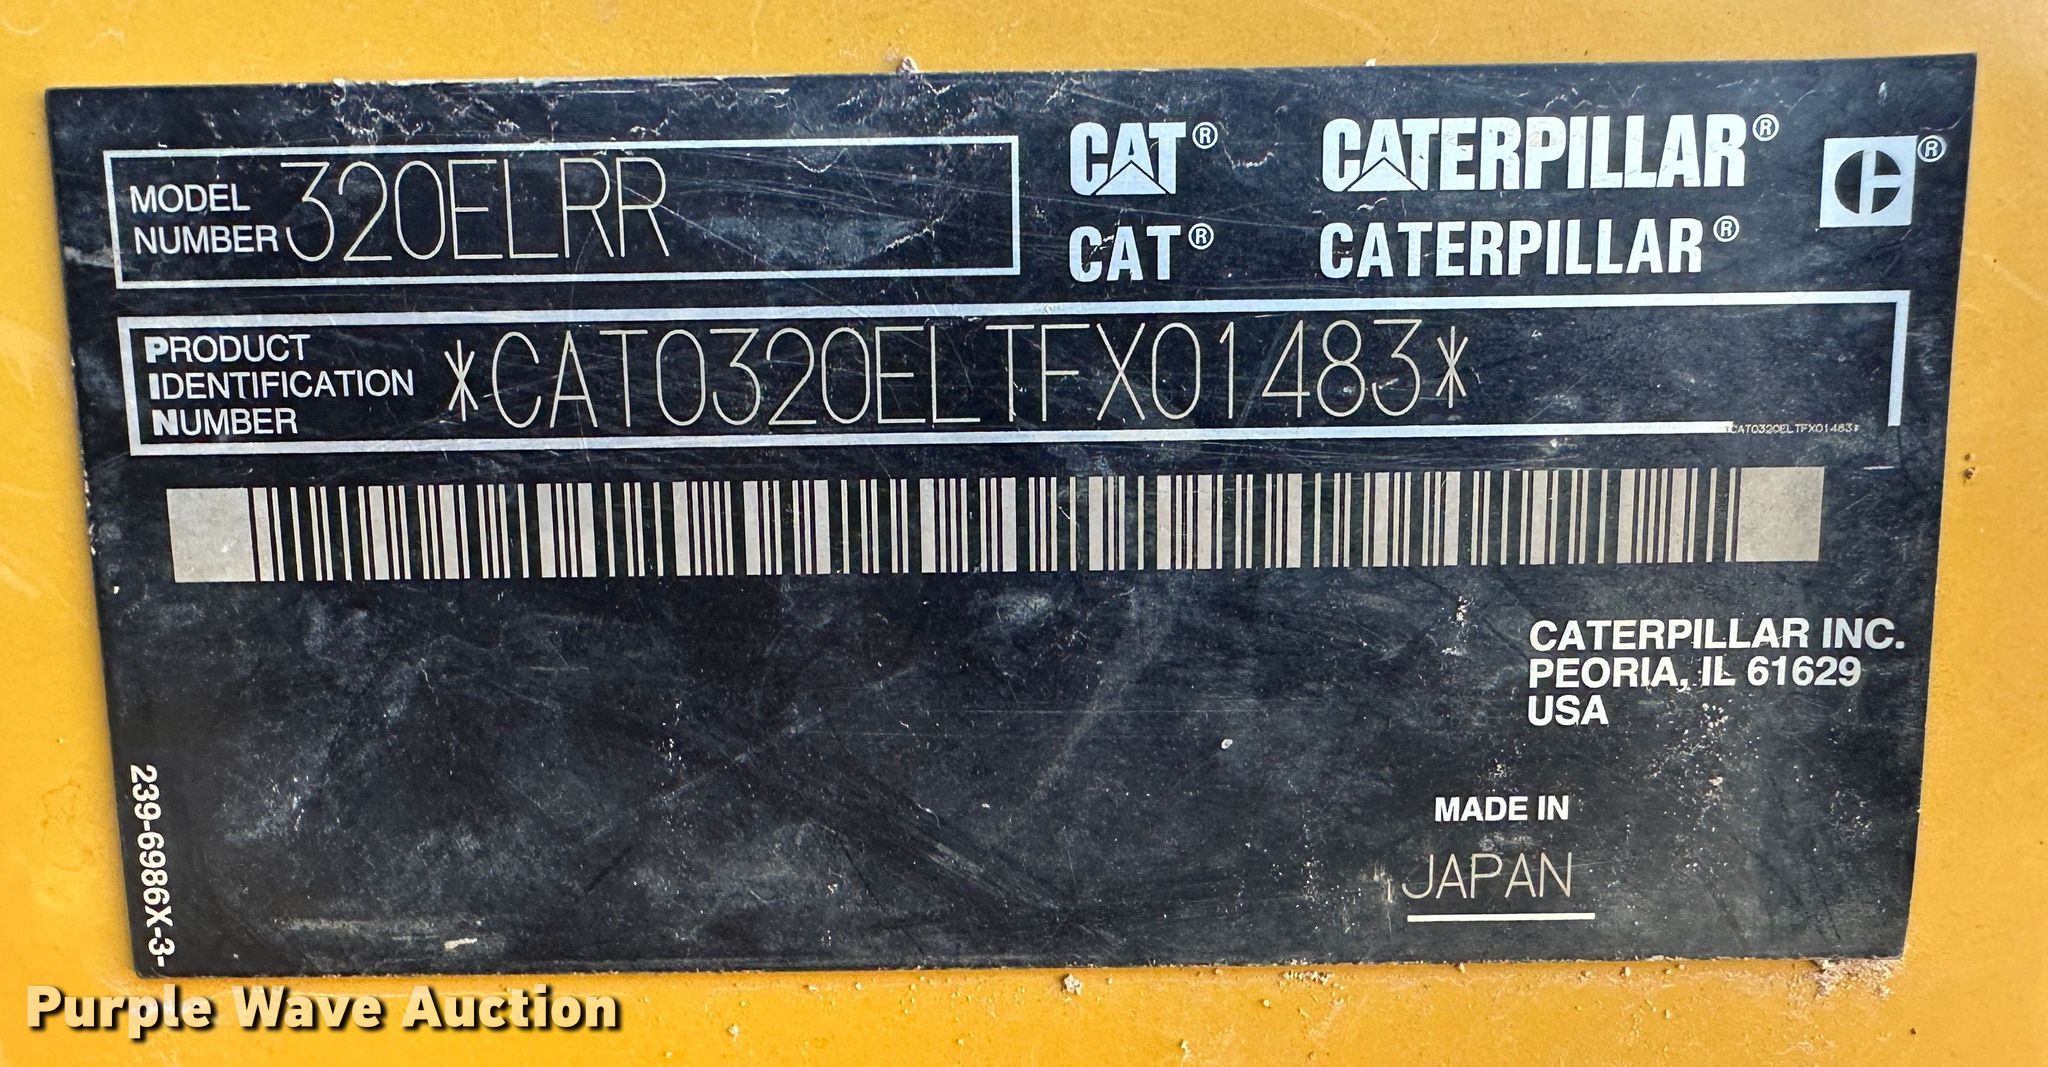 MODEL NUMBER 320ELRR
CAT® CATERPILLAR® ®
CAT® CATERPILLAR®
PRODUCT
IDENTIFICATION
NUMBER
*CAT0320ELTFX01483*
*CAT0320ELTFX01483*
CATERPILLAR INC.
PEORIA, IL 61629
USA
MADE IN
JAPAN
239-6986X-3-
Purple Wave Auction